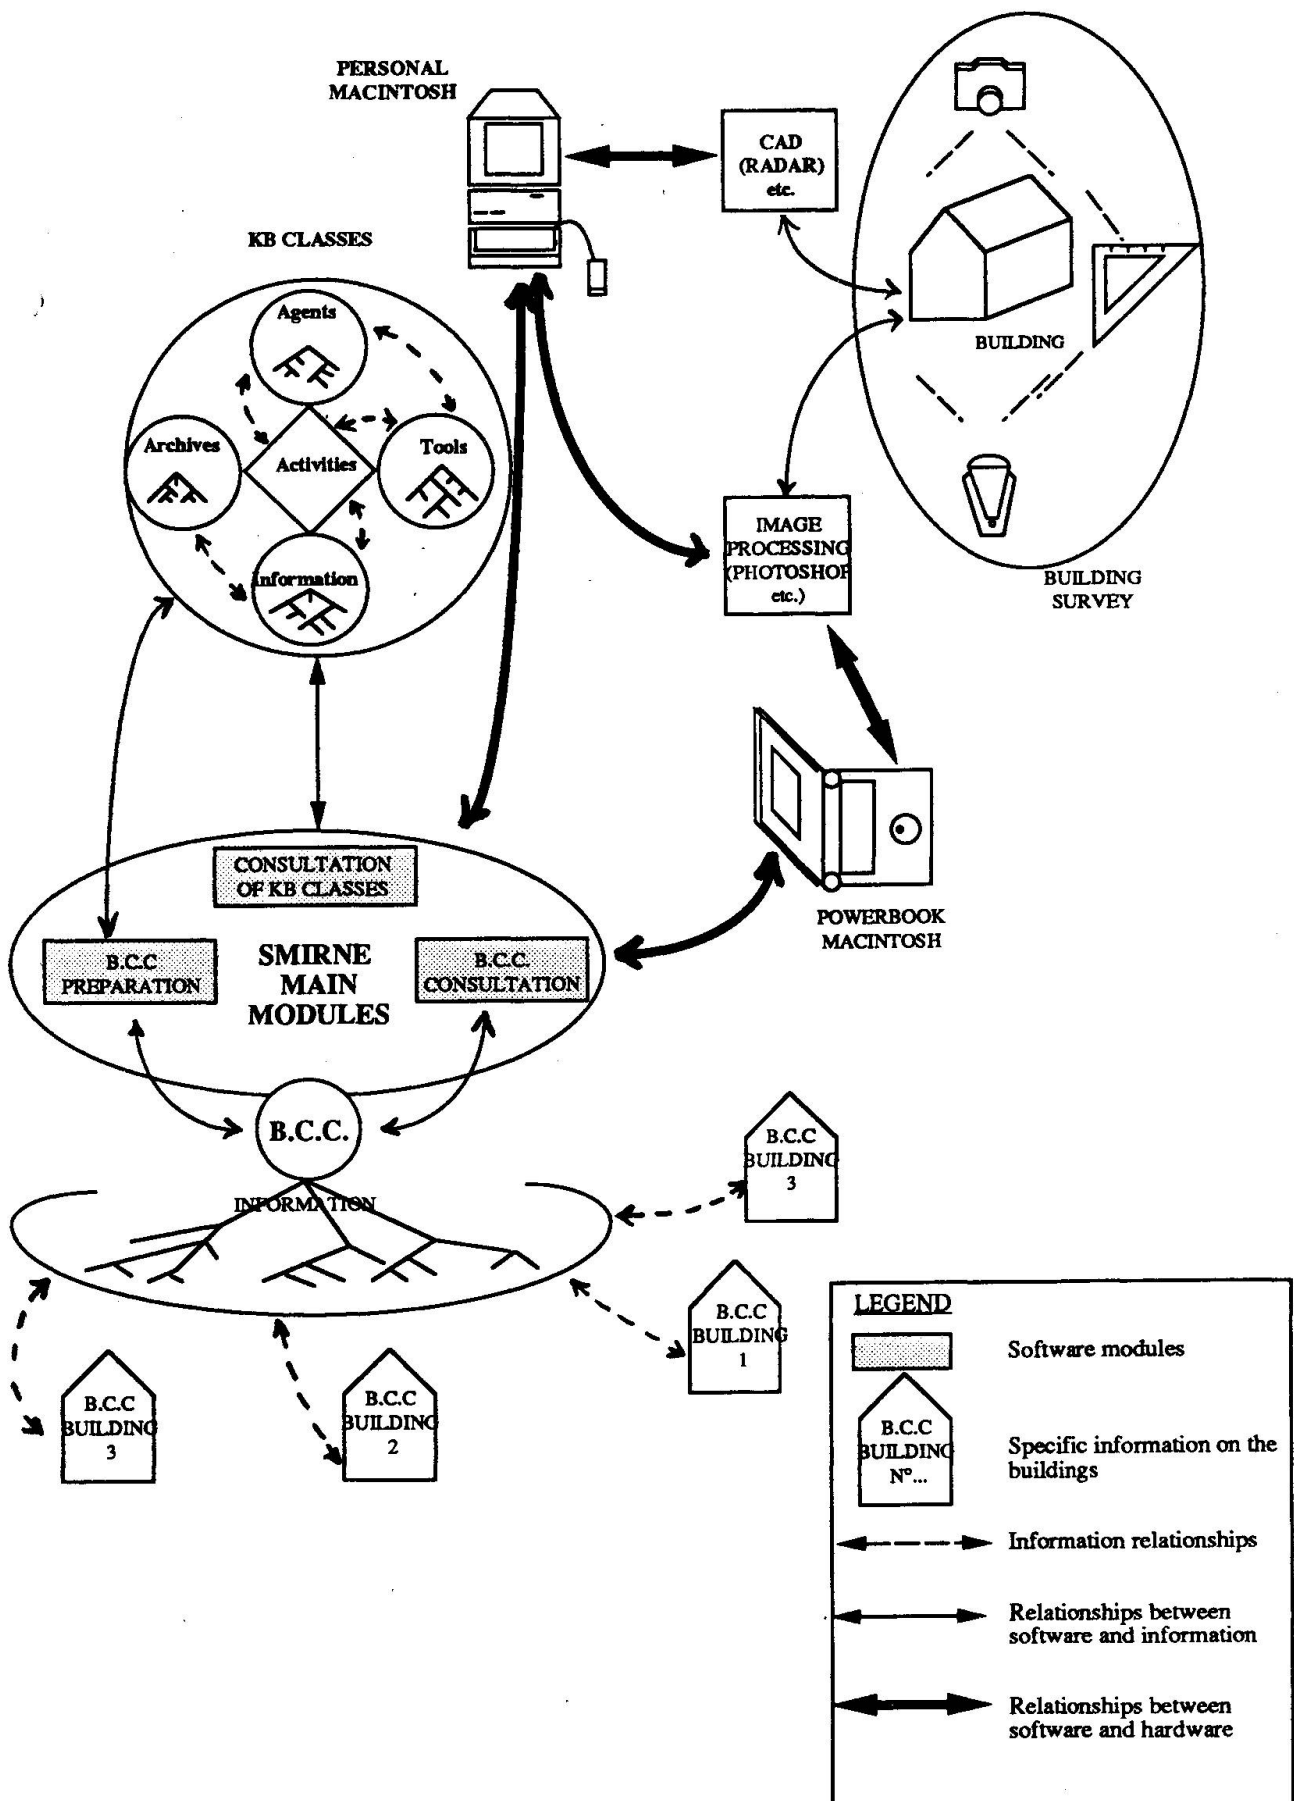 PERSONAL
MACINTOSH
CAD
(RADAR)
etc.
KB CLASSES
Agents
Archives
Activities
Tools
Information
BUILDING
IMAGE
PROCESSING
(PHOTOSHOP
etc.)
BUILDING
SURVEY
CONSULTATION
OF KB CLASSES
B.C.C
PREPARATION
SMIRNE
MAIN
MODULES
B.C.C.
CONSULTATION
POWERBOOK
MACINTOSH
B.C.C.
INFORMATION
B.C.C
BUILDING
3
B.C.C
BUILDING
1
B.C.C
BUILDING
3
B.C.C
BUILDING
2
LEGEND
Software modules
B.C.C
BUILDING
N°...
Specific information on the
buildings
Information relationships
Relationships between
software and information
Relationships between
software and hardware